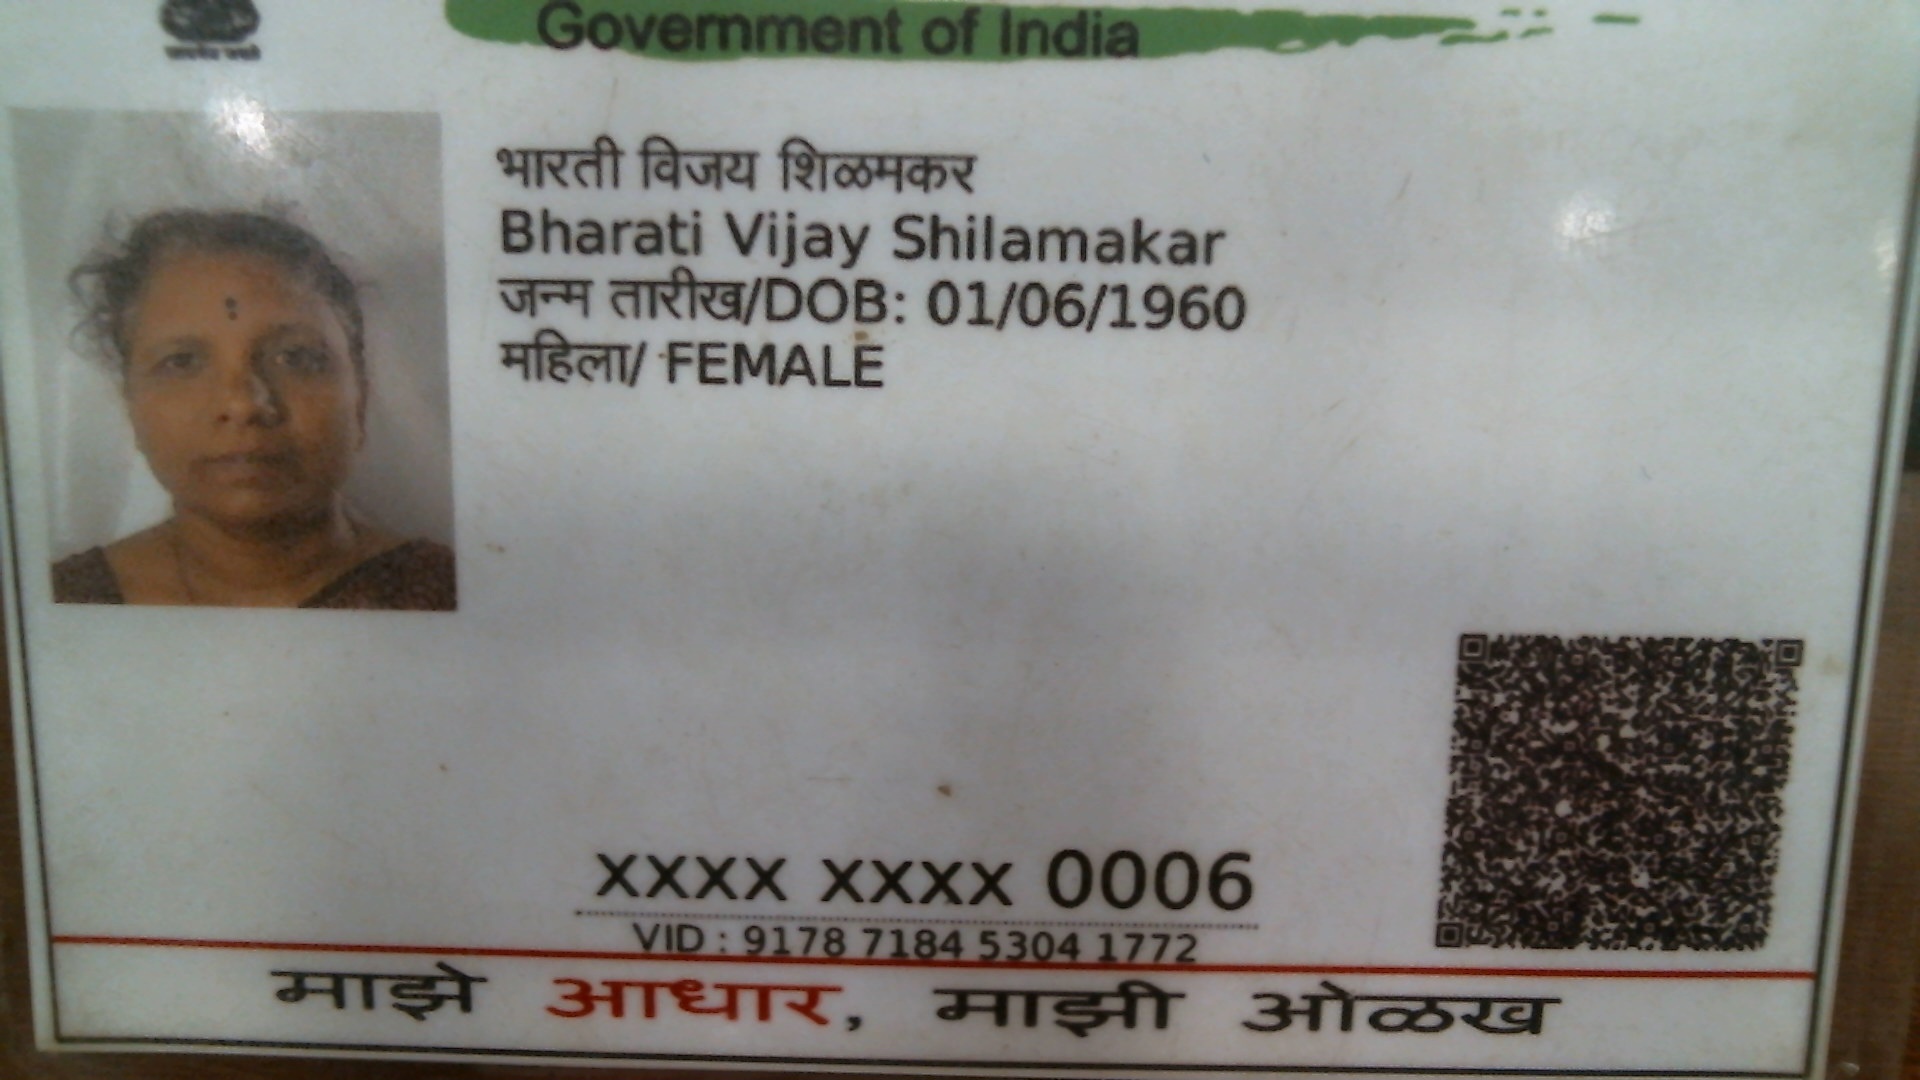 Government of India
भारती विजय शिळमकर
Bharati Vijay Shilamakar
जन्म तारीख/DOB: 01/06/1960
महिला/ FEMALE
xxxx xxxx 0006
VID : 9178 7184 5304 1772
माझे आधार, माझी ओळख